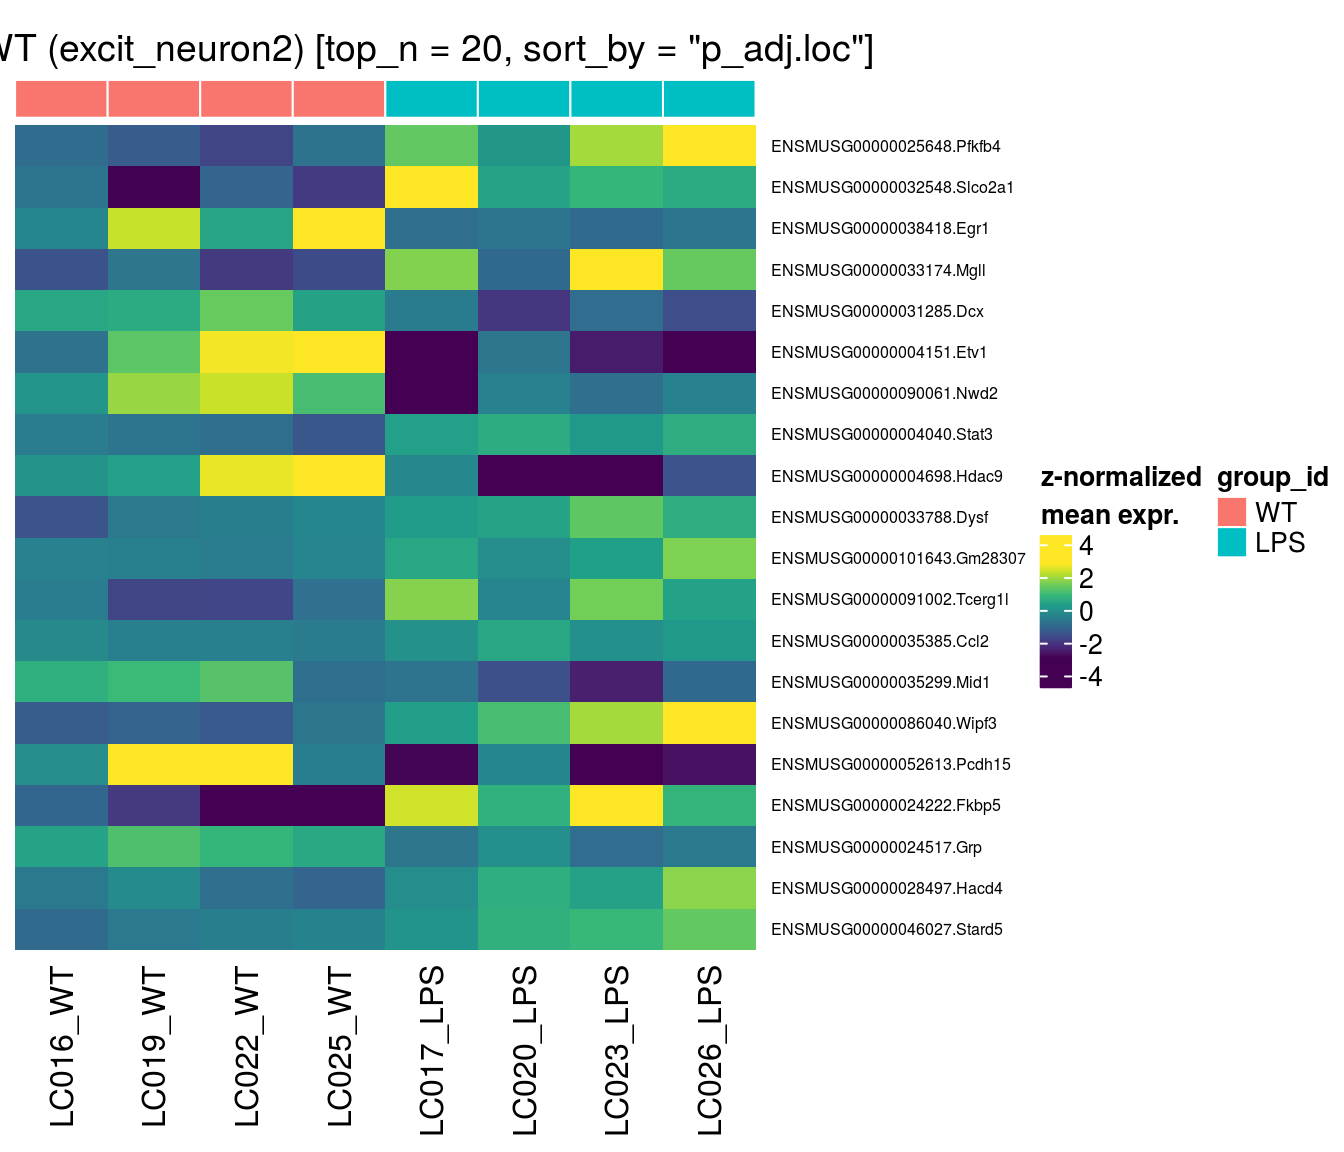 WT (excit_neuron2) [top_n = 20, sort_by = "p_adj.loc"]
ENSMUSG00000025648.Pfkfb4
ENSMUSG00000032548.Slco2a1
ENSMUSG00000038418.Egr1
ENSMUSG00000033174.Mgll
ENSMUSG00000031285.Dcx
ENSMUSG00000004151.Etv1
ENSMUSG00000090061.Nwd2
ENSMUSG00000004040.Stat3
ENSMUSG00000004698.Hdac9
ENSMUSG00000033788.Dysf
ENSMUSG00000101643.Gm28307
ENSMUSG00000091002.Tcerg1l
ENSMUSG00000035385.Ccl2
ENSMUSG00000035299.Mid1
ENSMUSG00000086040.Wipf3
ENSMUSG00000052613.Pcdh15
ENSMUSG00000024222.Fkbp5
ENSMUSG00000024517.Grp
ENSMUSG00000028497.Hacd4
ENSMUSG00000046027.Stard5
z-normalized
mean expr.
4
2
0
-2
-4
group_id
WT
LPS
LC016_WT
LC019_WT
LC022_WT
LC025_WT
LC017_LPS
LC020_LPS
LC023_LPS
LC026_LPS